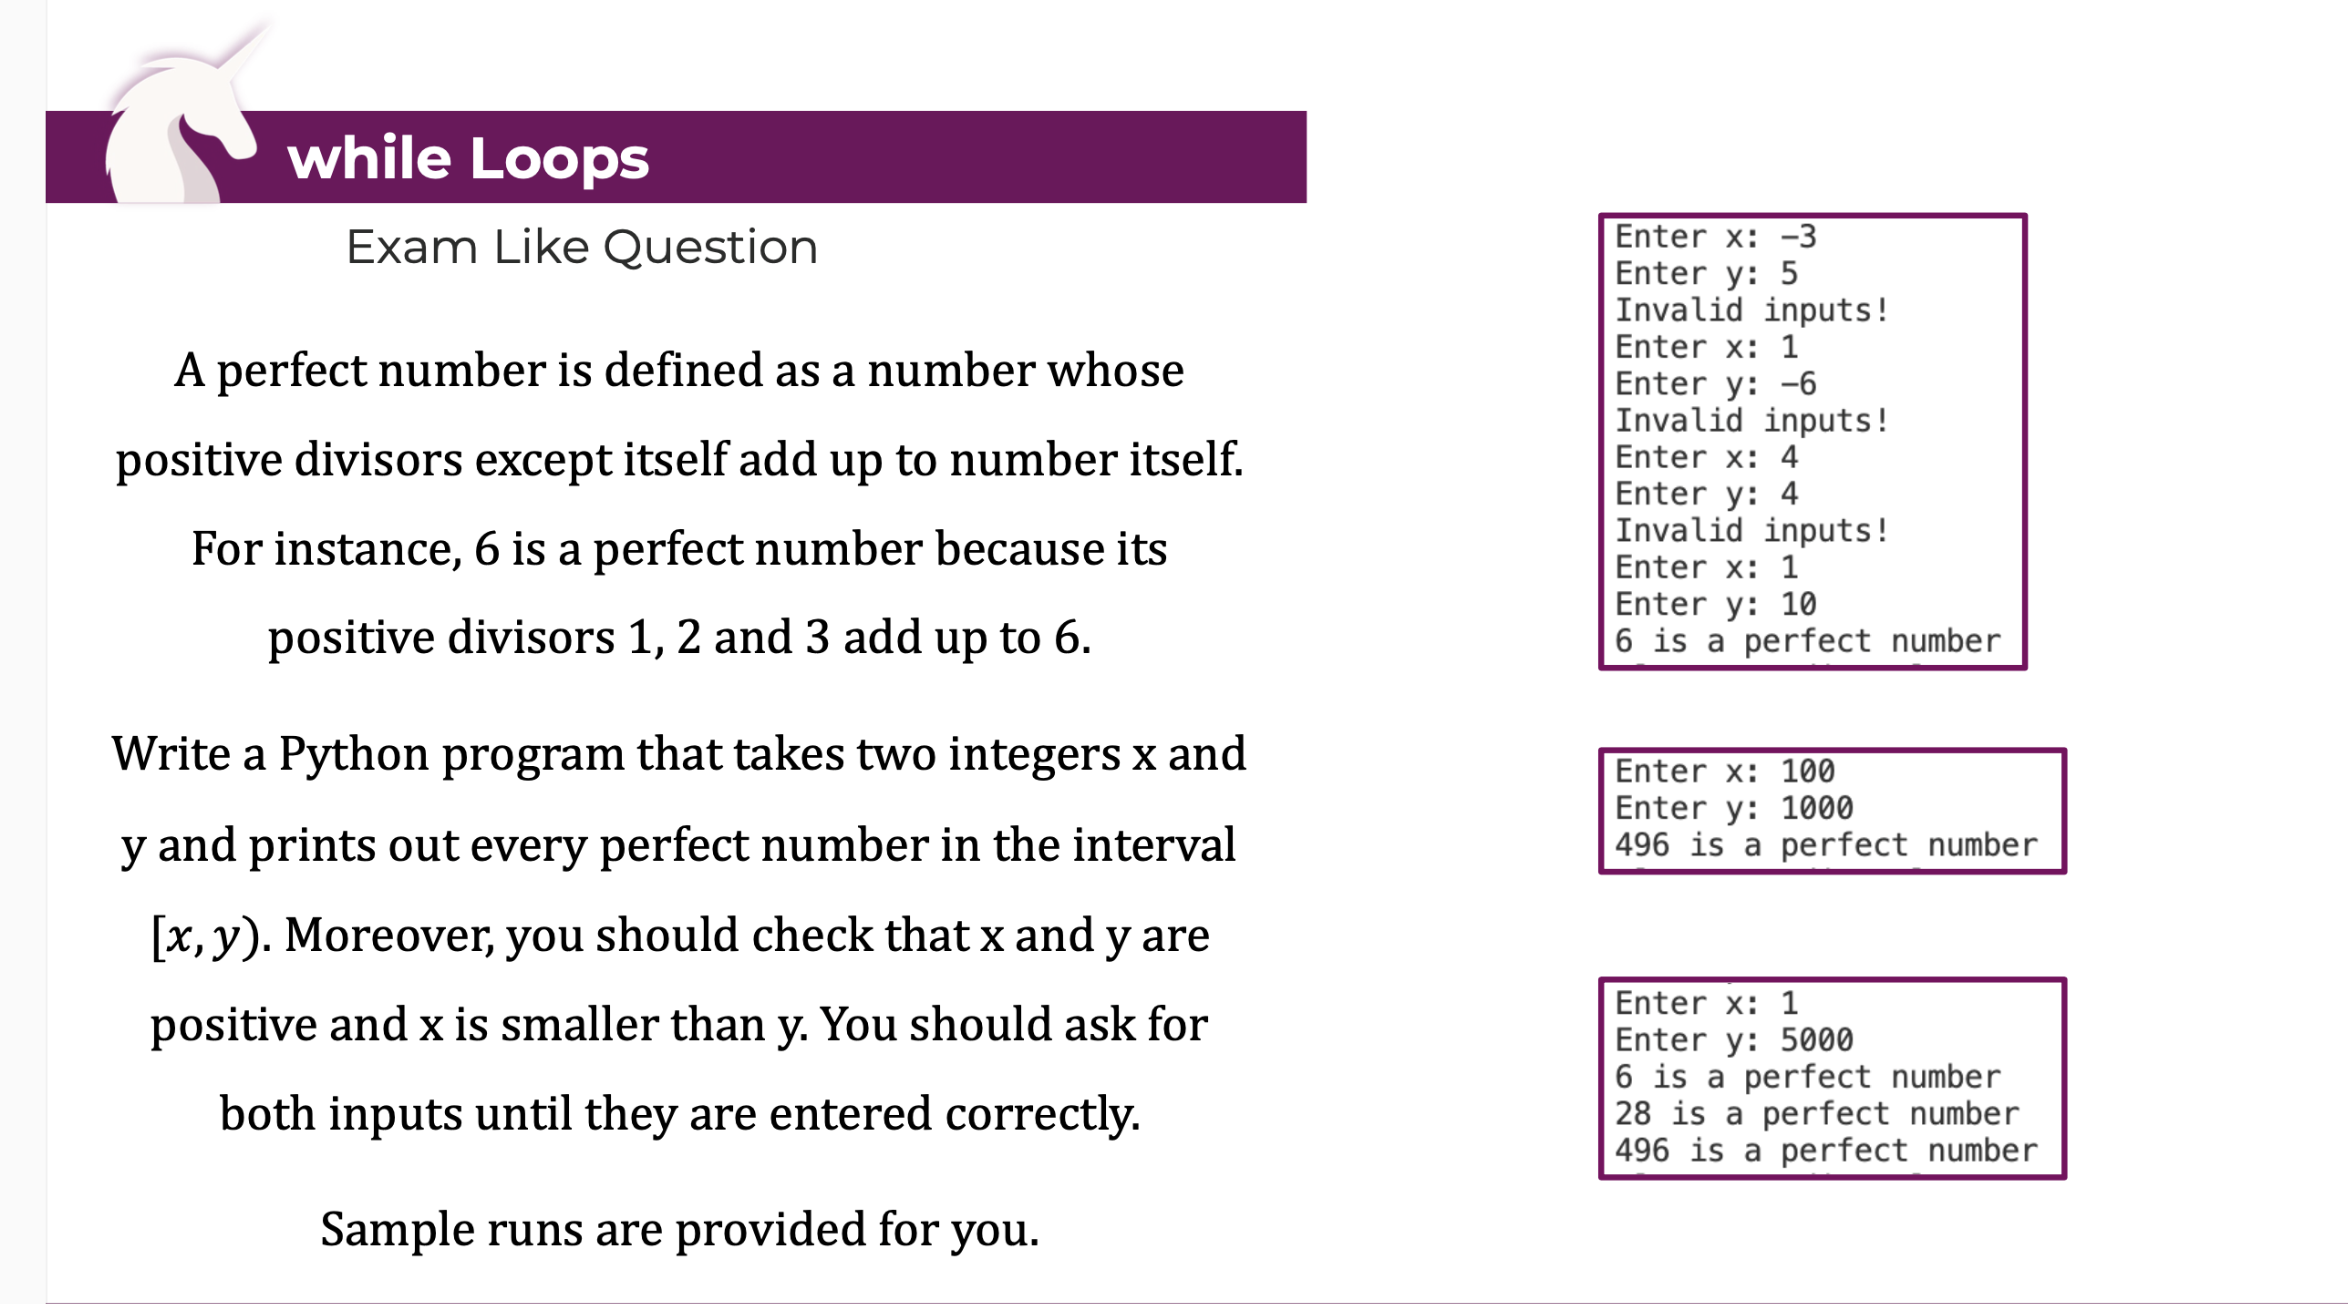 while Loops
Exam Like Question
A perfect number is defined as a number whose
positive divisors except itself add up to number itself.
For instance, 6 is a perfect number because its
positive divisors 1, 2 and 3 add up to 6.
Write a Python program that takes two integers x and
y and prints out every perfect number in the interval
[x, y). Moreover, you should check that x and y are
positive and x is smaller than y. You should ask for
both inputs until they are entered correctly.
Sample runs are provided for you.
Enter x: -3
Enter y: 5
Invalid inputs!
Enter x: 1
Enter y: -6
Invalid inputs!
Enter x: 4
Enter y: 4
Invalid inputs!
Enter x: 1
Enter y: 10
6 is a perfect number
Enter x: 100
Enter y: 1000
496 is a perfect number
Enter x: 1
Enter y: 5000
6 is a perfect number
28 is a perfect number
496 is a perfect number